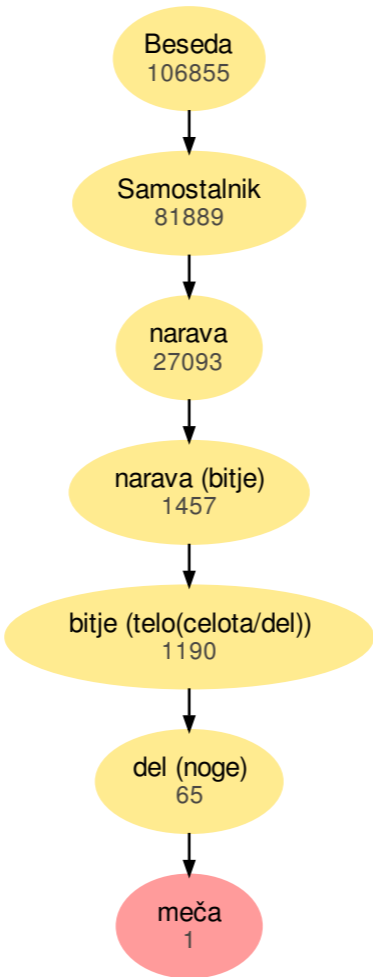 Beseda
106855
Samostalnik
81889
narava
27093
narava (bitje)
1457
bitje (telo(celota/del))
1190
del (noge)
65
meča
1